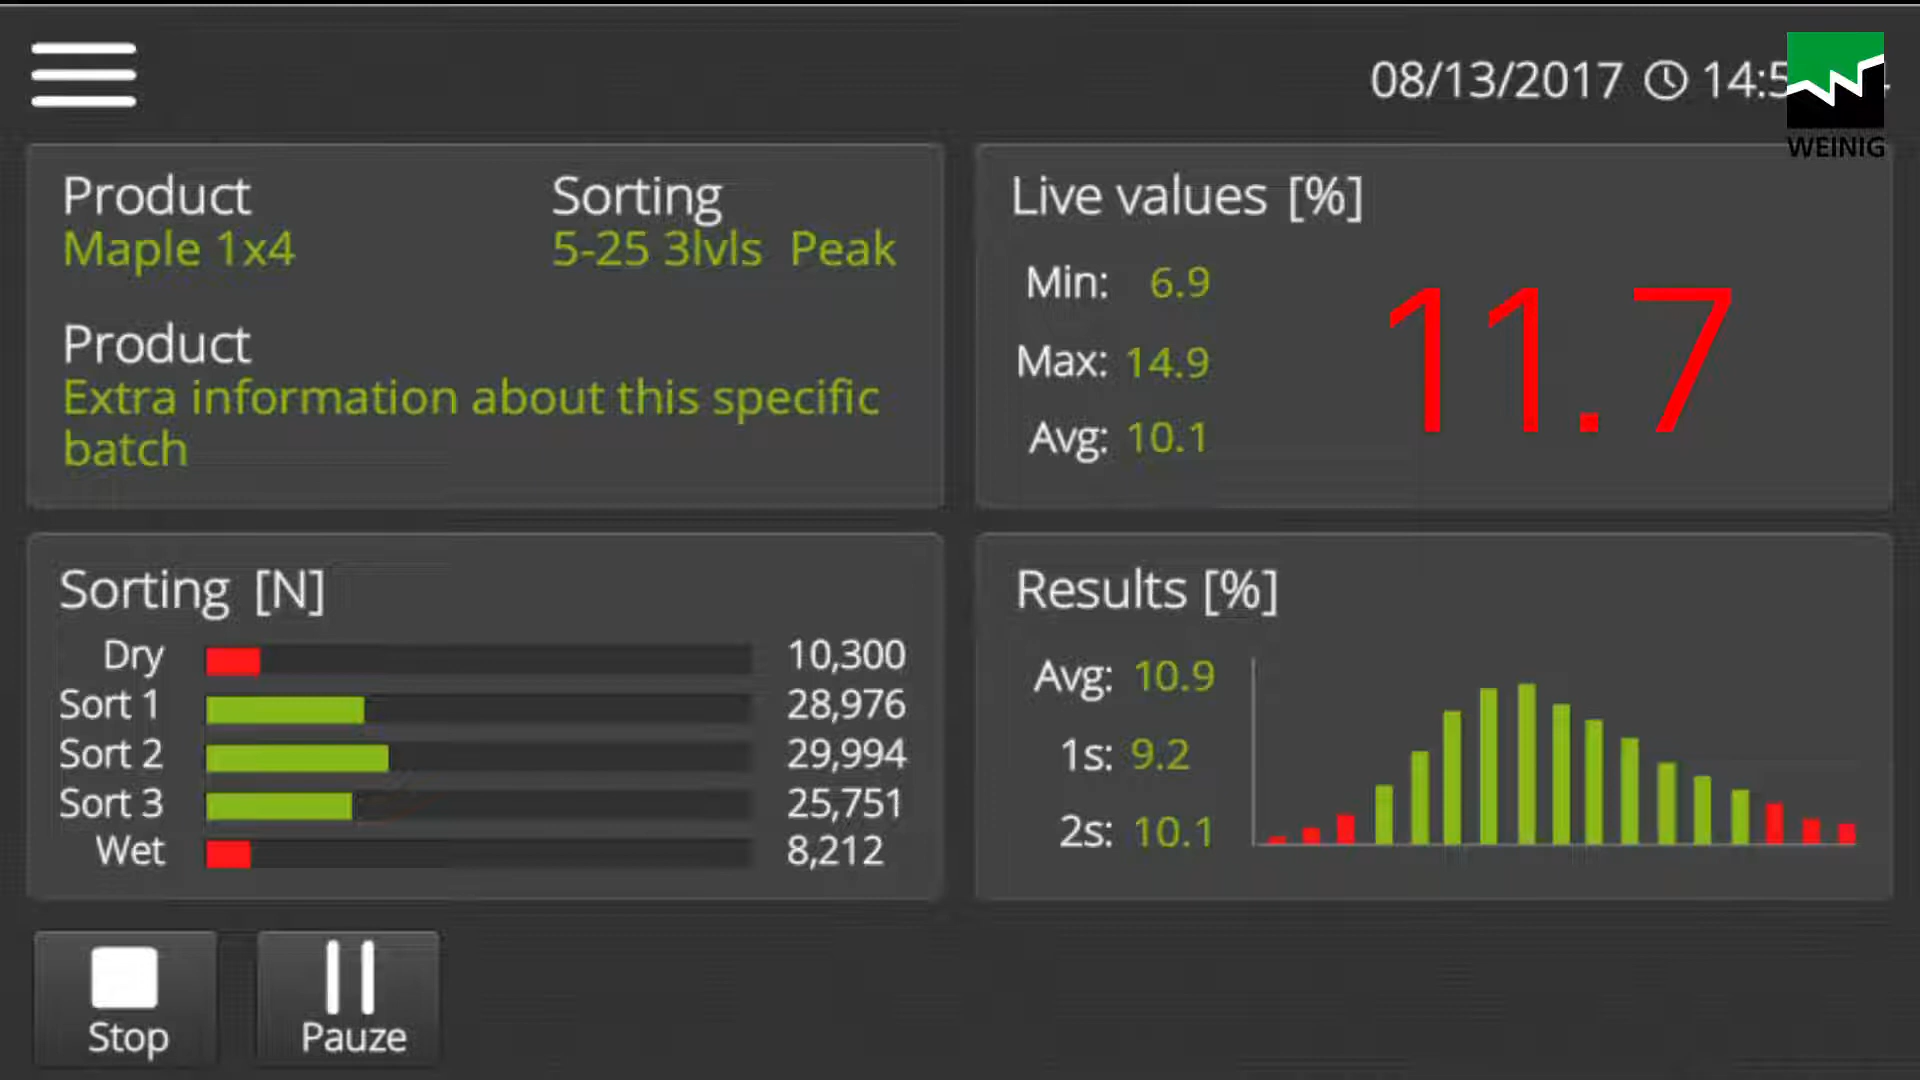 08/13/2017 14:5
WEINIG
Product
Maple 1x4
Sorting
5-25 3lvls Peak
Product
Extra information about this specific
batch
Live values [%]
Min: 6.9
Max: 14.9
Avg: 10.1
11.7
Sorting [N]
Dry 10,300
Sort 1 28,976
Sort 2 29,994
Sort 3 25,751
Wet 8,212
Results [%]
Avg: 10.9
1s: 9.2
2s: 10.1
Stop
Pauze